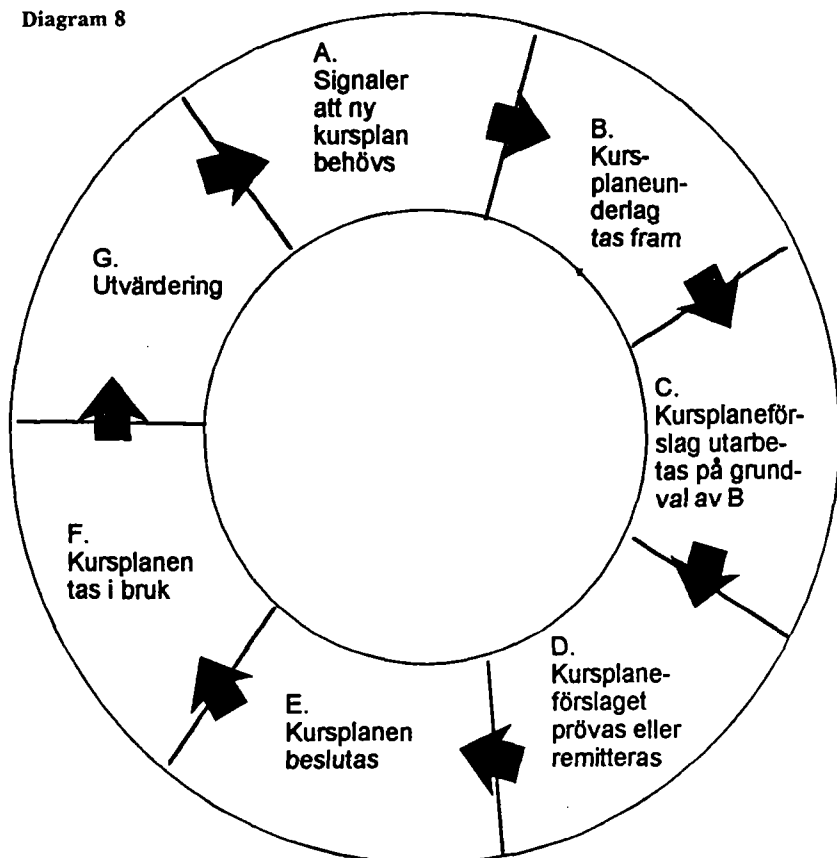 Diagram 8
A.
Signaler
att ny
kursplan
behövs
B.
Kurs-
planeun-
derlag
tas fram
C.
Kursplaneför-
slag utarbe-
tas på grund-
val av B
D.
Kursplane-
förslaget
prövas eller
remitteras
E.
Kursplanen
beslutas
F.
Kursplanen
tas i bruk
G.
Utvärdering